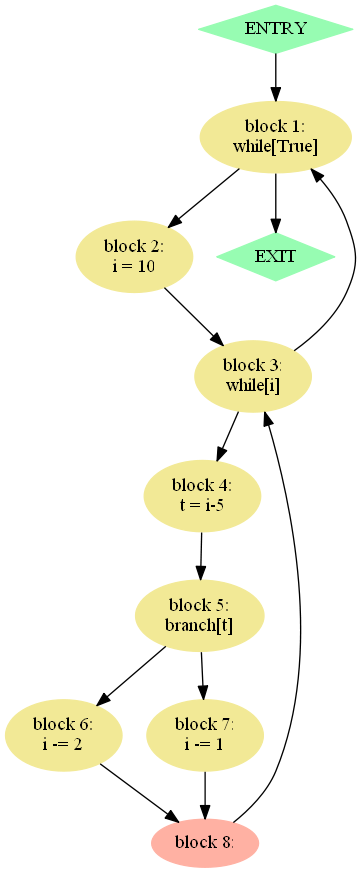 ENTRY
block 1:
while[True]
block 2:
i = 10
EXIT
block 3:
while[i]
block 4:
t = i-5
block 5:
branch[t]
block 6:
i -= 2
block 7:
i -= 1
block 8: